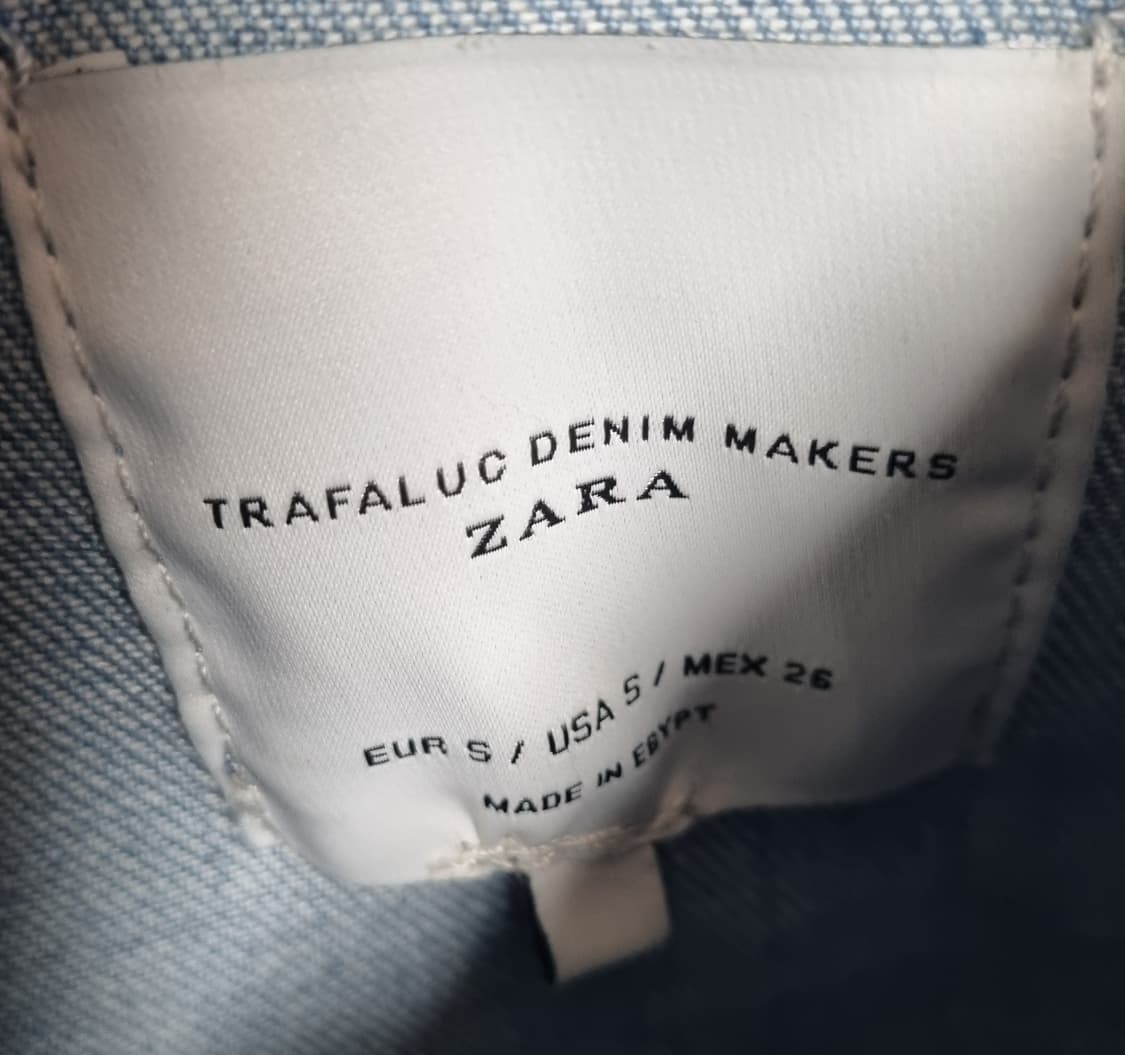 TRAFALUC DENIM MAKERS
ZARA
EUR S / USA S / MEX 26
MADE IN EGYPT